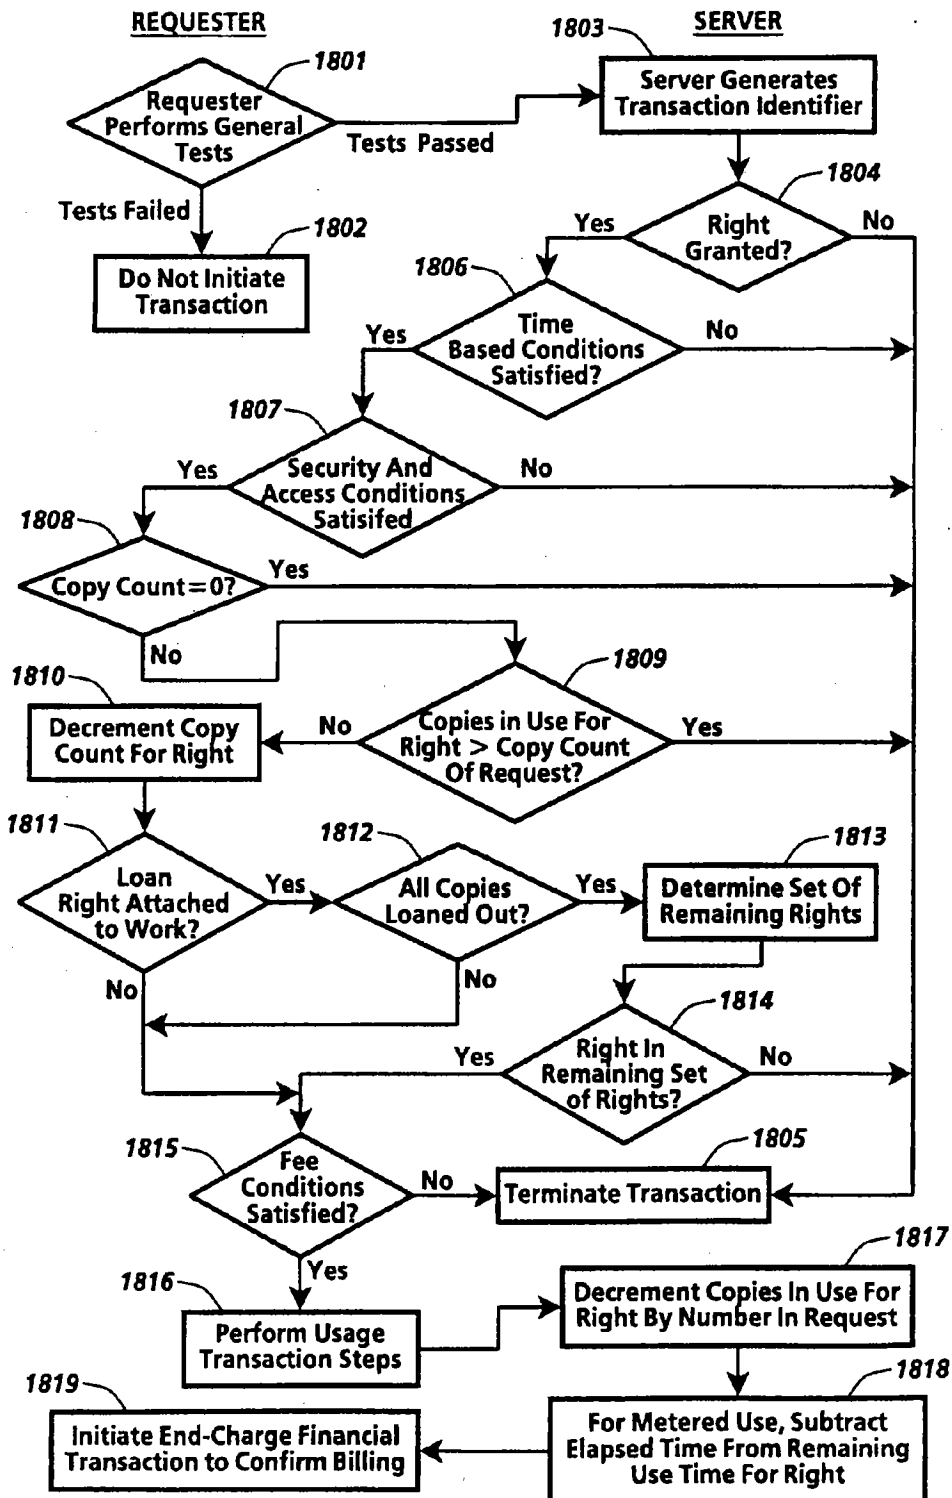 REQUESTER
SERVER
1801
1803
Requester
Performs General
Tests
Server Generates
Transaction Identifier
Tests Passed
Tests Failed
1802
Do Not Initiate
Transaction
1804
Right
Granted?
Yes
No
1806
Time
Based Conditions
Satisfied?
Yes
No
1807
Security And
Access Conditions
Satisifed
Yes
No
1808
Copy Count=0?
Yes
No
1809
Copies in Use For
Right > Copy Count
Of Request?
No
Yes
1810
Decrement Copy
Count For Right
1811
Loan
Right Attached
to Work?
Yes
No
1812
All Copies
Loaned Out?
Yes
No
1813
Determine Set Of
Remaining Rights
1814
Right In
Remaining Set
of Rights?
Yes
No
1815
Fee
Conditions
Satisfied?
No
Yes
1805
Terminate Transaction
1816
Perform Usage
Transaction Steps
1817
Decrement Copies In Use For
Right By Number In Request
1818
For Metered Use, Subtract
Elapsed Time From Remaining
Use Time For Right
1819
Initiate End-Charge Financial
Transaction to Confirm Billing